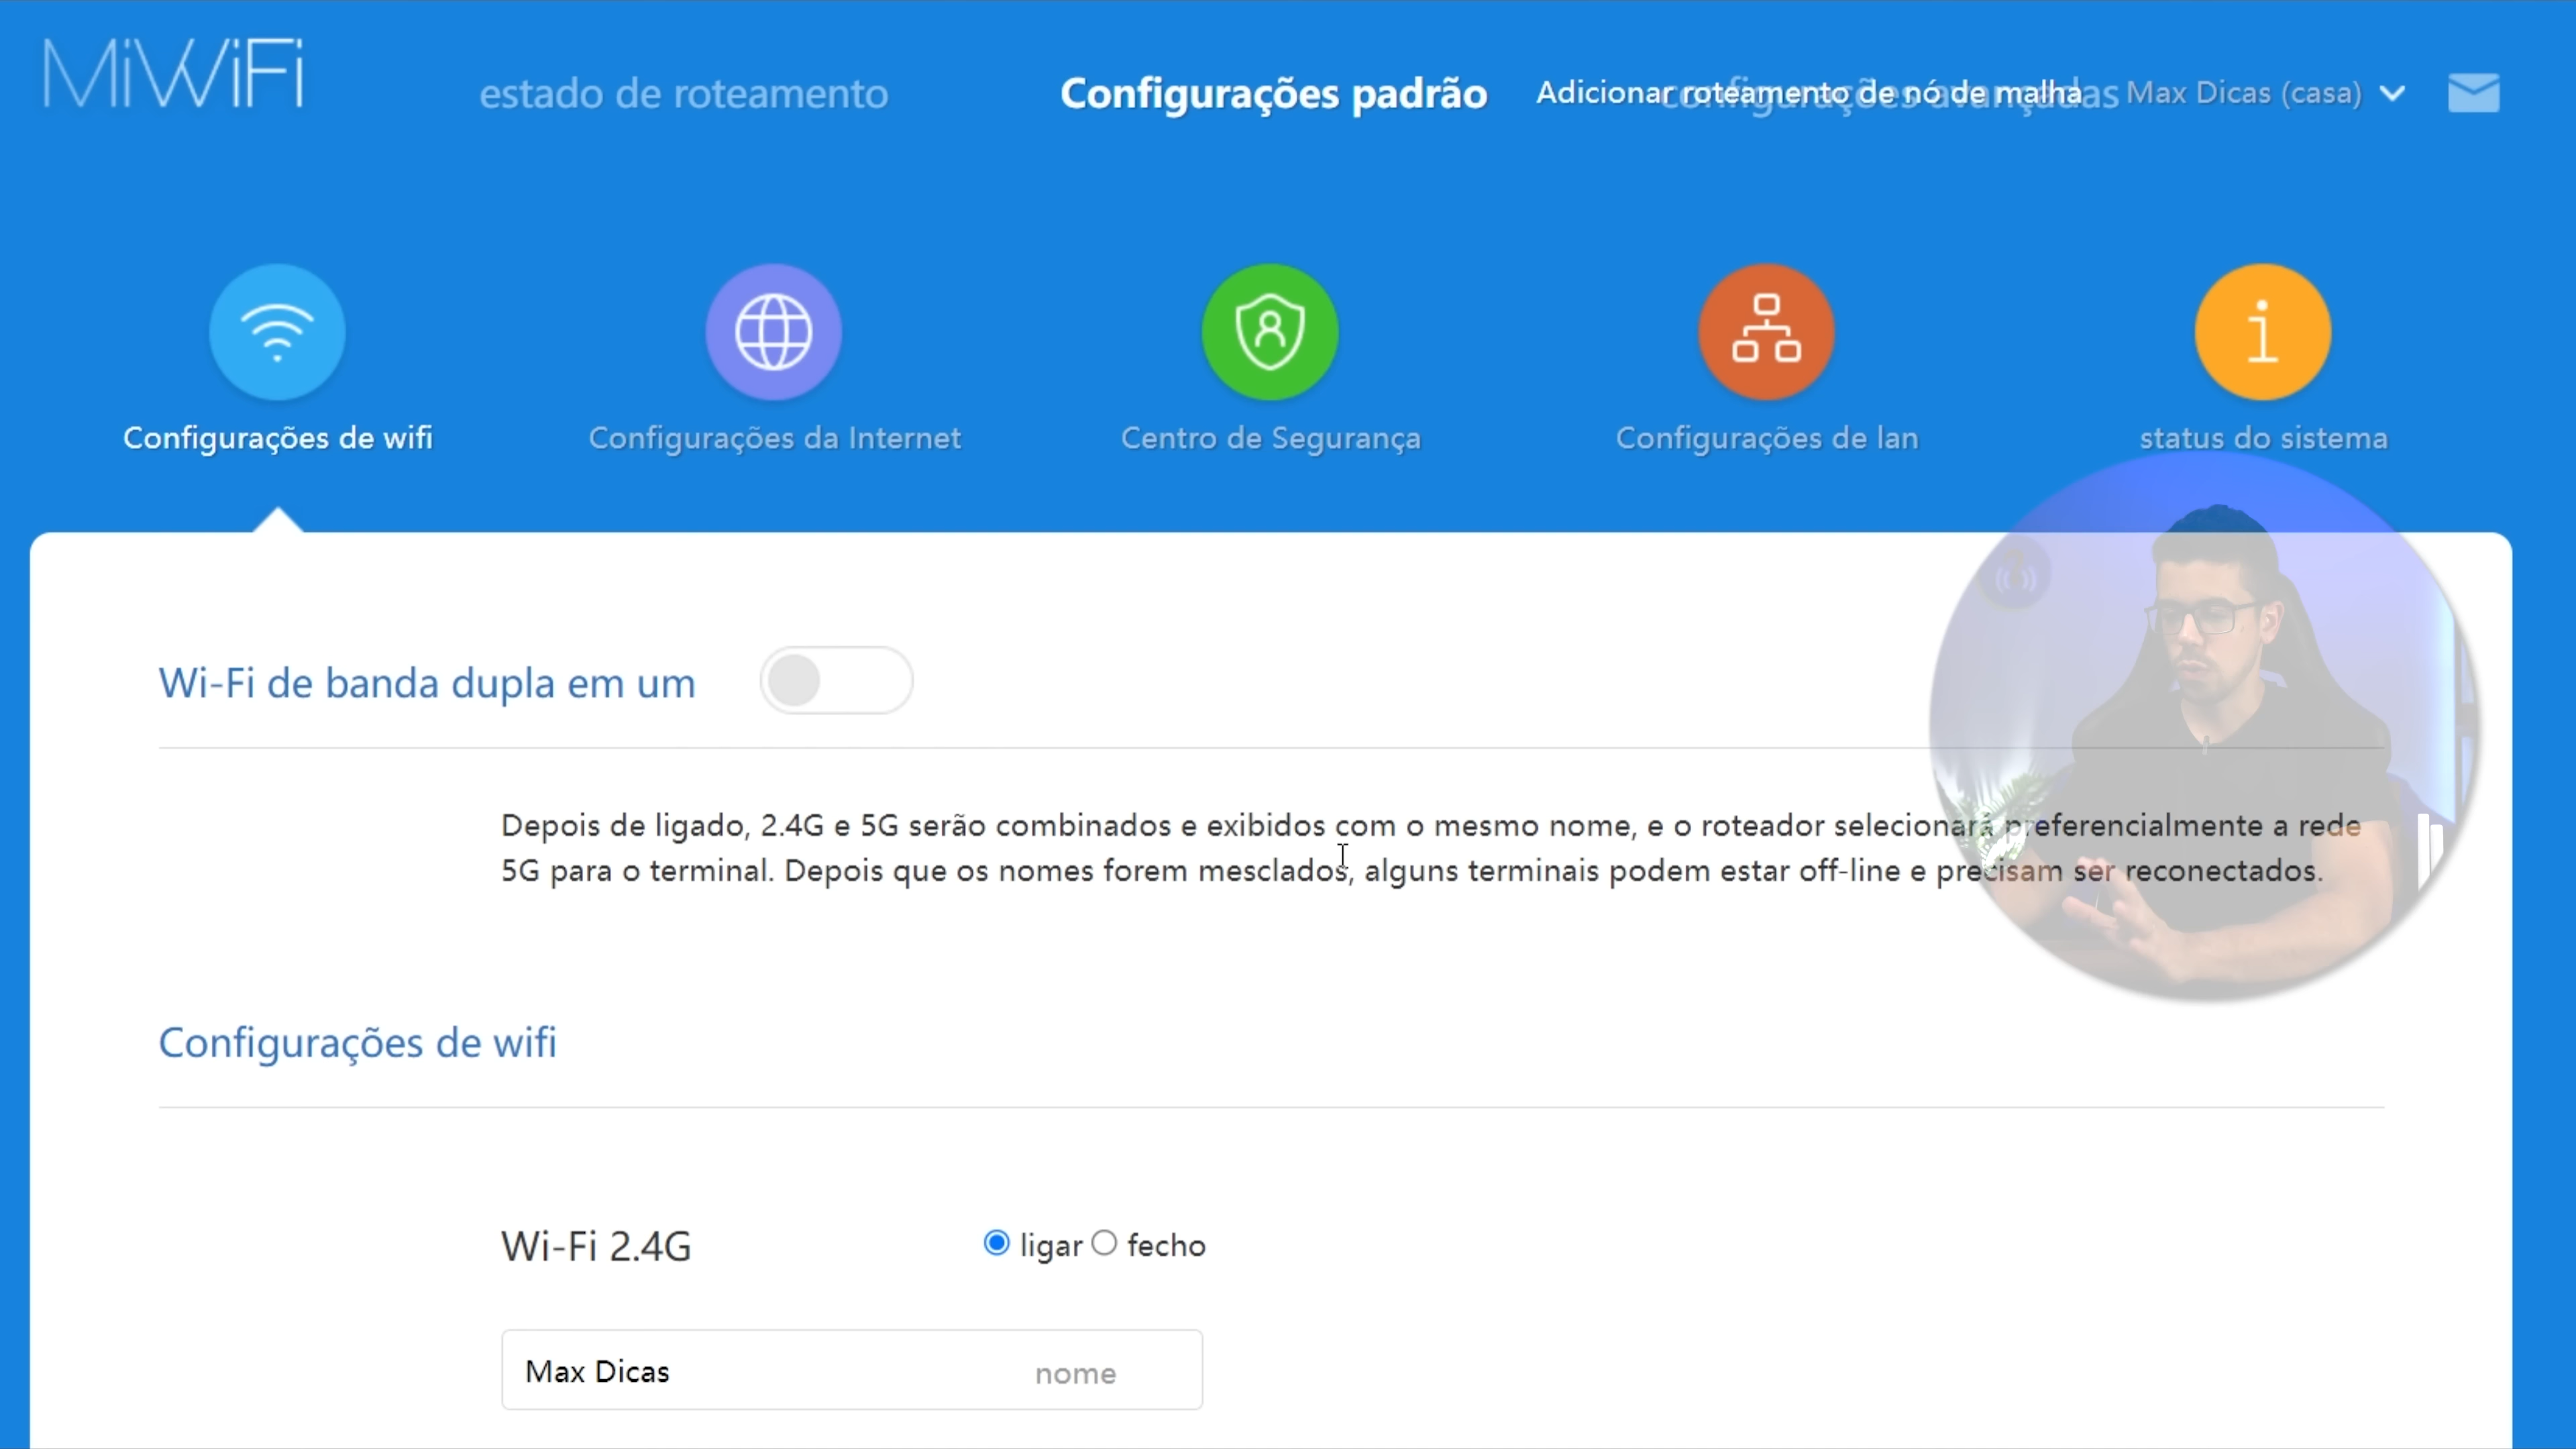 MiWiFi
estado de roteamento
Configurações padrão
Adicionar roteamento de nó de malha
configurações avançadas
Max Dicas (casa)
Configurações de wifi
Configurações da Internet
Centro de Segurança
Configurações de lan
status do sistema
Wi-Fi de banda dupla em um
Depois de ligado, 2.4G e 5G serão combinados e exibidos com o mesmo nome, e o roteador selecionará preferencialmente a rede
5G para o terminal. Depois que os nomes forem mesclados, alguns terminais podem estar off-line e precisam ser reconectados.
Configurações de wifi
Wi-Fi 2.4G
ligar
fecho
Max Dicas
nome